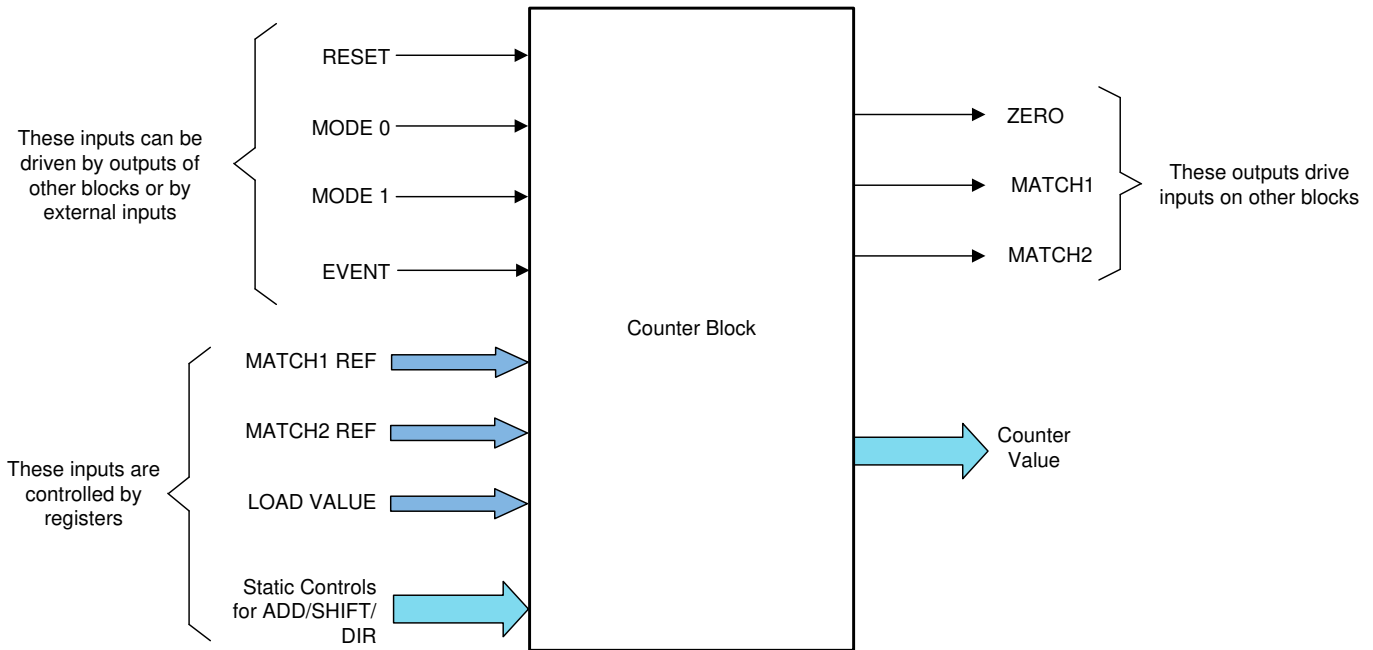 These inputs can be
driven by outputs of
other blocks or by
external inputs
RESET
MODE 0
MODE 1
EVENT
These inputs are
controlled by
registers
MATCH1 REF
MATCH2 REF
LOAD VALUE
Static Controls
for ADD/SHIFT/
DIR
Counter Block
ZERO
MATCH1
MATCH2
These outputs drive
inputs on other blocks
Counter
Value